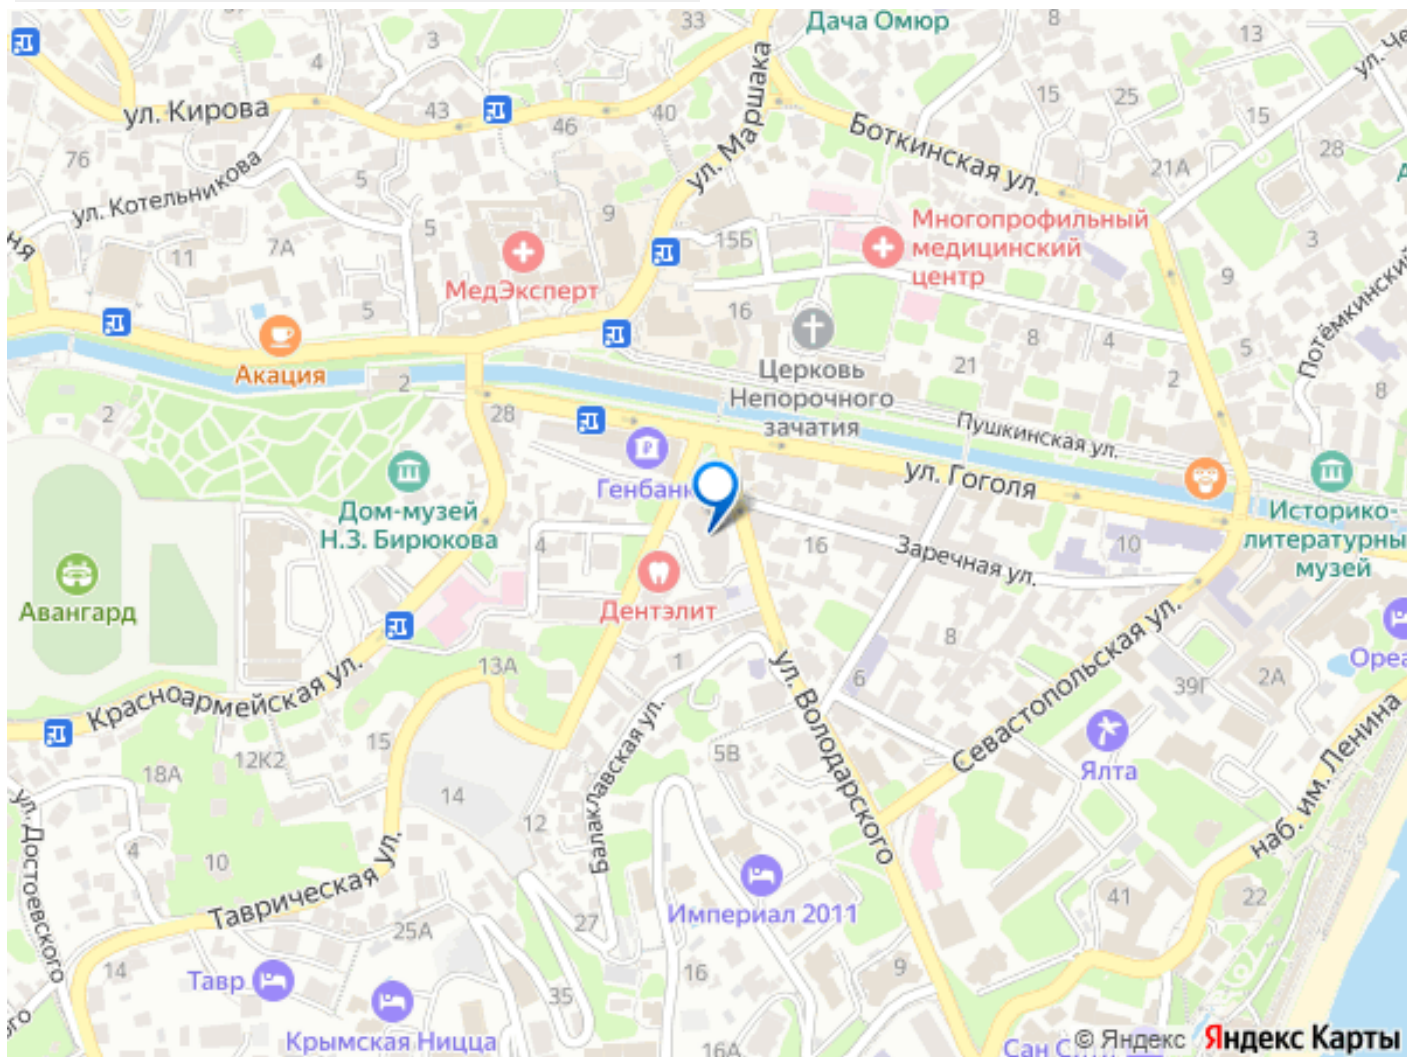 33
Дача Омюр
8
13
ул. Че
3
4
ул. Кирова
43
46
40
ул. Маршака
15
25
Боткинская ул.
28
76
5
21А
ул. Котельникова
5
9
15Б
Многопрофильный
медицинский
центр
3
ня
7А
11
МедЭксперт
9
5
16
Потёмкинский
Акация
Церковь
Непорочного
зачатия
21
8
4
2
5
8
2
2
28
Пушкинская ул.
Генбанк
ул. Гоголя
Дом-музей
Н.З. Бирюкова
Историко-
литературны
музей
4
16
Заречная ул.
10
Авангард
Дентэлит
8
Севастопольская ул.
Орea
Красноармейская ул.
13А
1
ул. Володарского
6
39Г
2А
15
12К2
18А
5В
Ялта
наб. им. Ленина
14
12
Балаклавская ул.
ул. Достоевского
4
10
Таврическая ул.
Империал 2011
41
22
27
25А
14
Тавр
16
9
35
Крымская Ницца
16А
Сан С
© Яндекс
Яндекс Карты